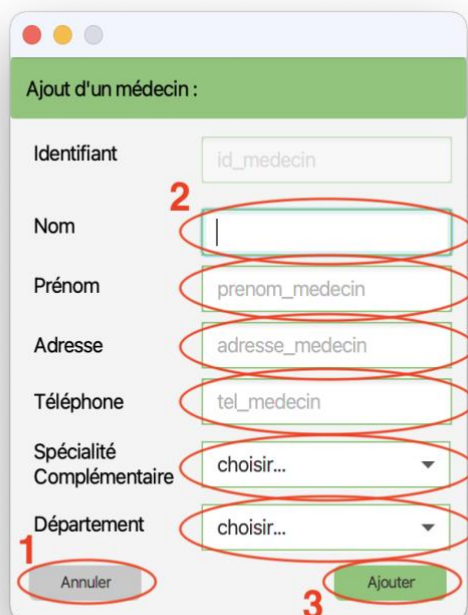 Ajout d'un médecin :
Identifiant id_medecin
2
Nom
Prénom prenom_medecin
Adresse adresse_medecin
Téléphone tel_medecin
Spécialité
Complémentaire choisir...
Département choisir...
1
Annuler Ajouter
3